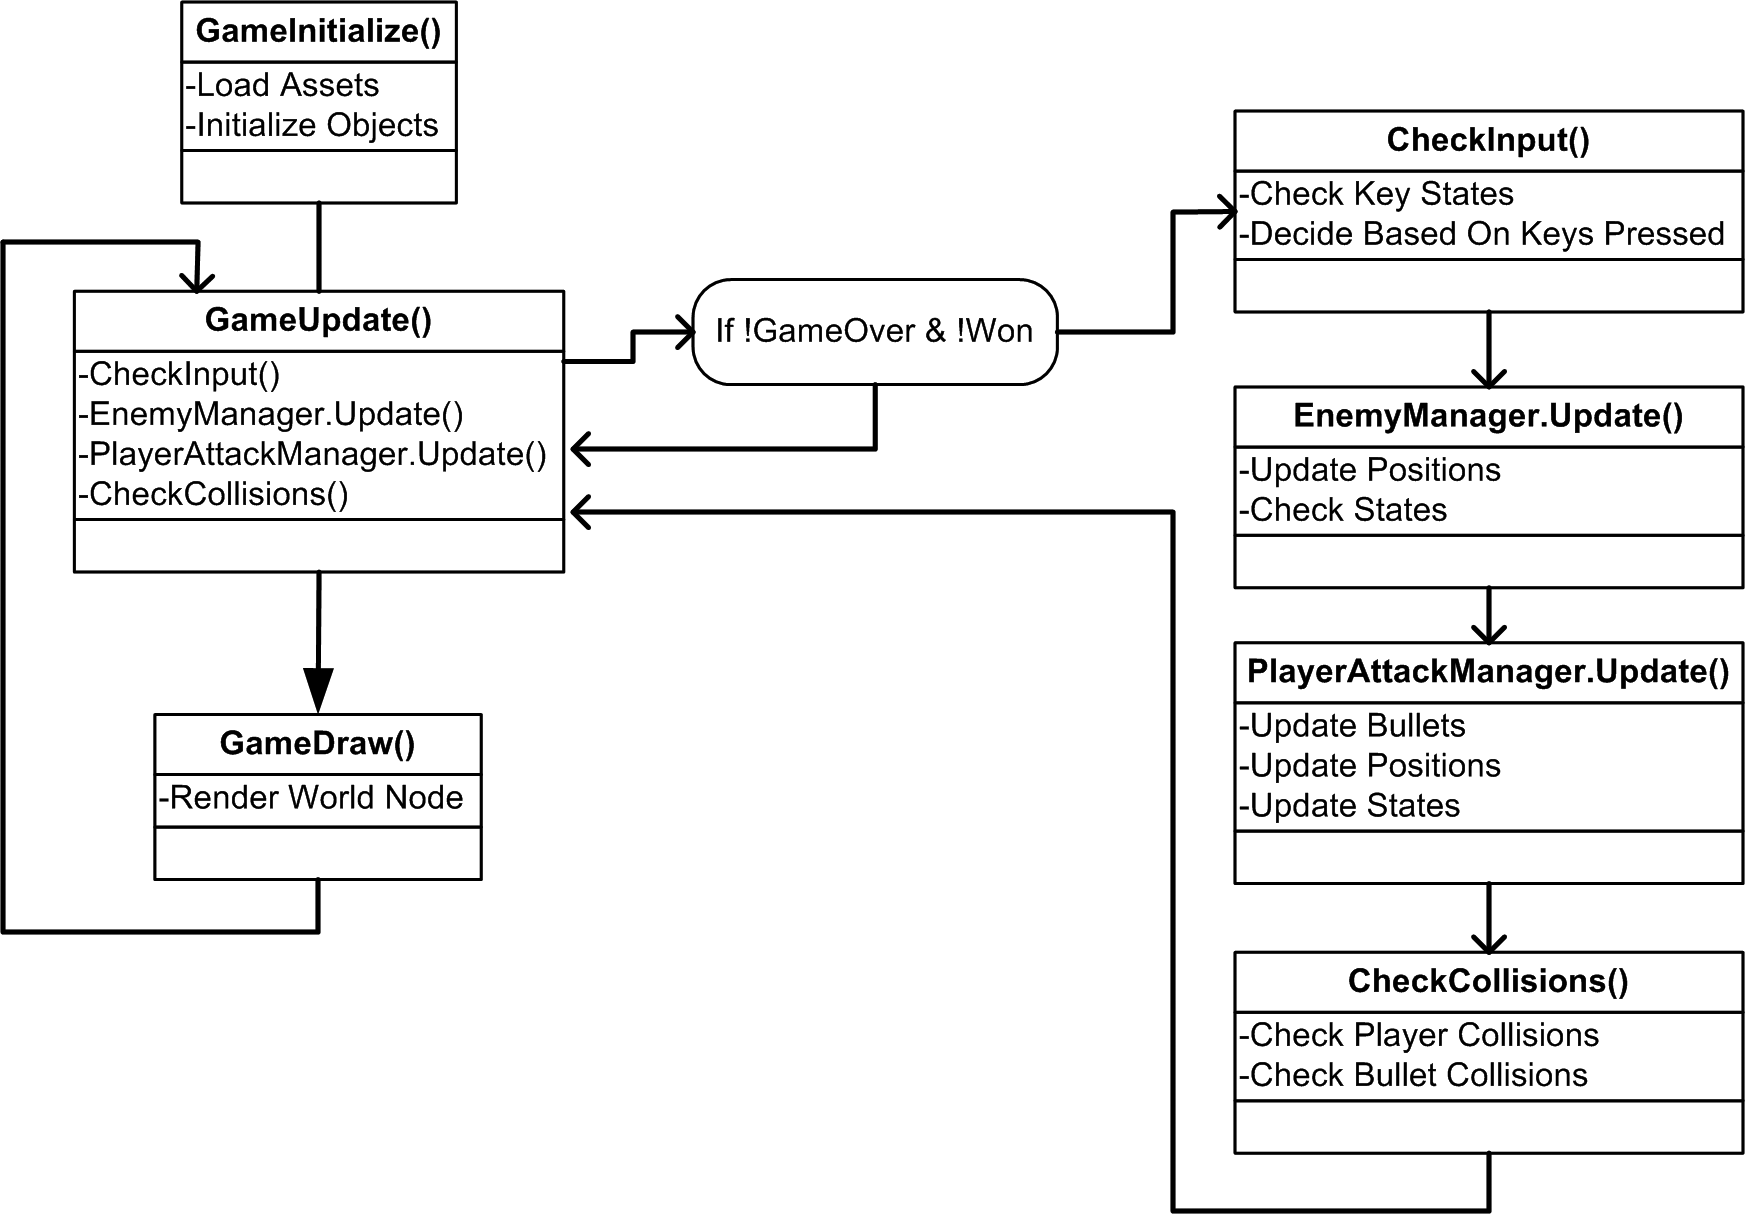 GameInitialize()
-Load Assets
-Initialize Objects
GameUpdate()
-CheckInput()
-EnemyManager.Update()
-PlayerAttackManager.Update()
-CheckCollisions()
GameDraw()
-Render World Node
If !GameOver & !Won
CheckInput()
-Check Key States
-Decide Based On Keys Pressed
EnemyManager.Update()
-Update Positions
-Check States
PlayerAttackManager.Update()
-Update Bullets
-Update Positions
-Update States
CheckCollisions()
-Check Player Collisions
-Check Bullet Collisions